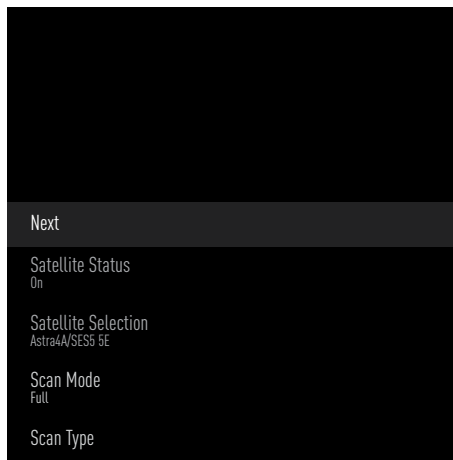 Next
Satellite Status
On
Satellite Selection
Astra4A/SES5 5E
Scan Mode
Full
Scan Type